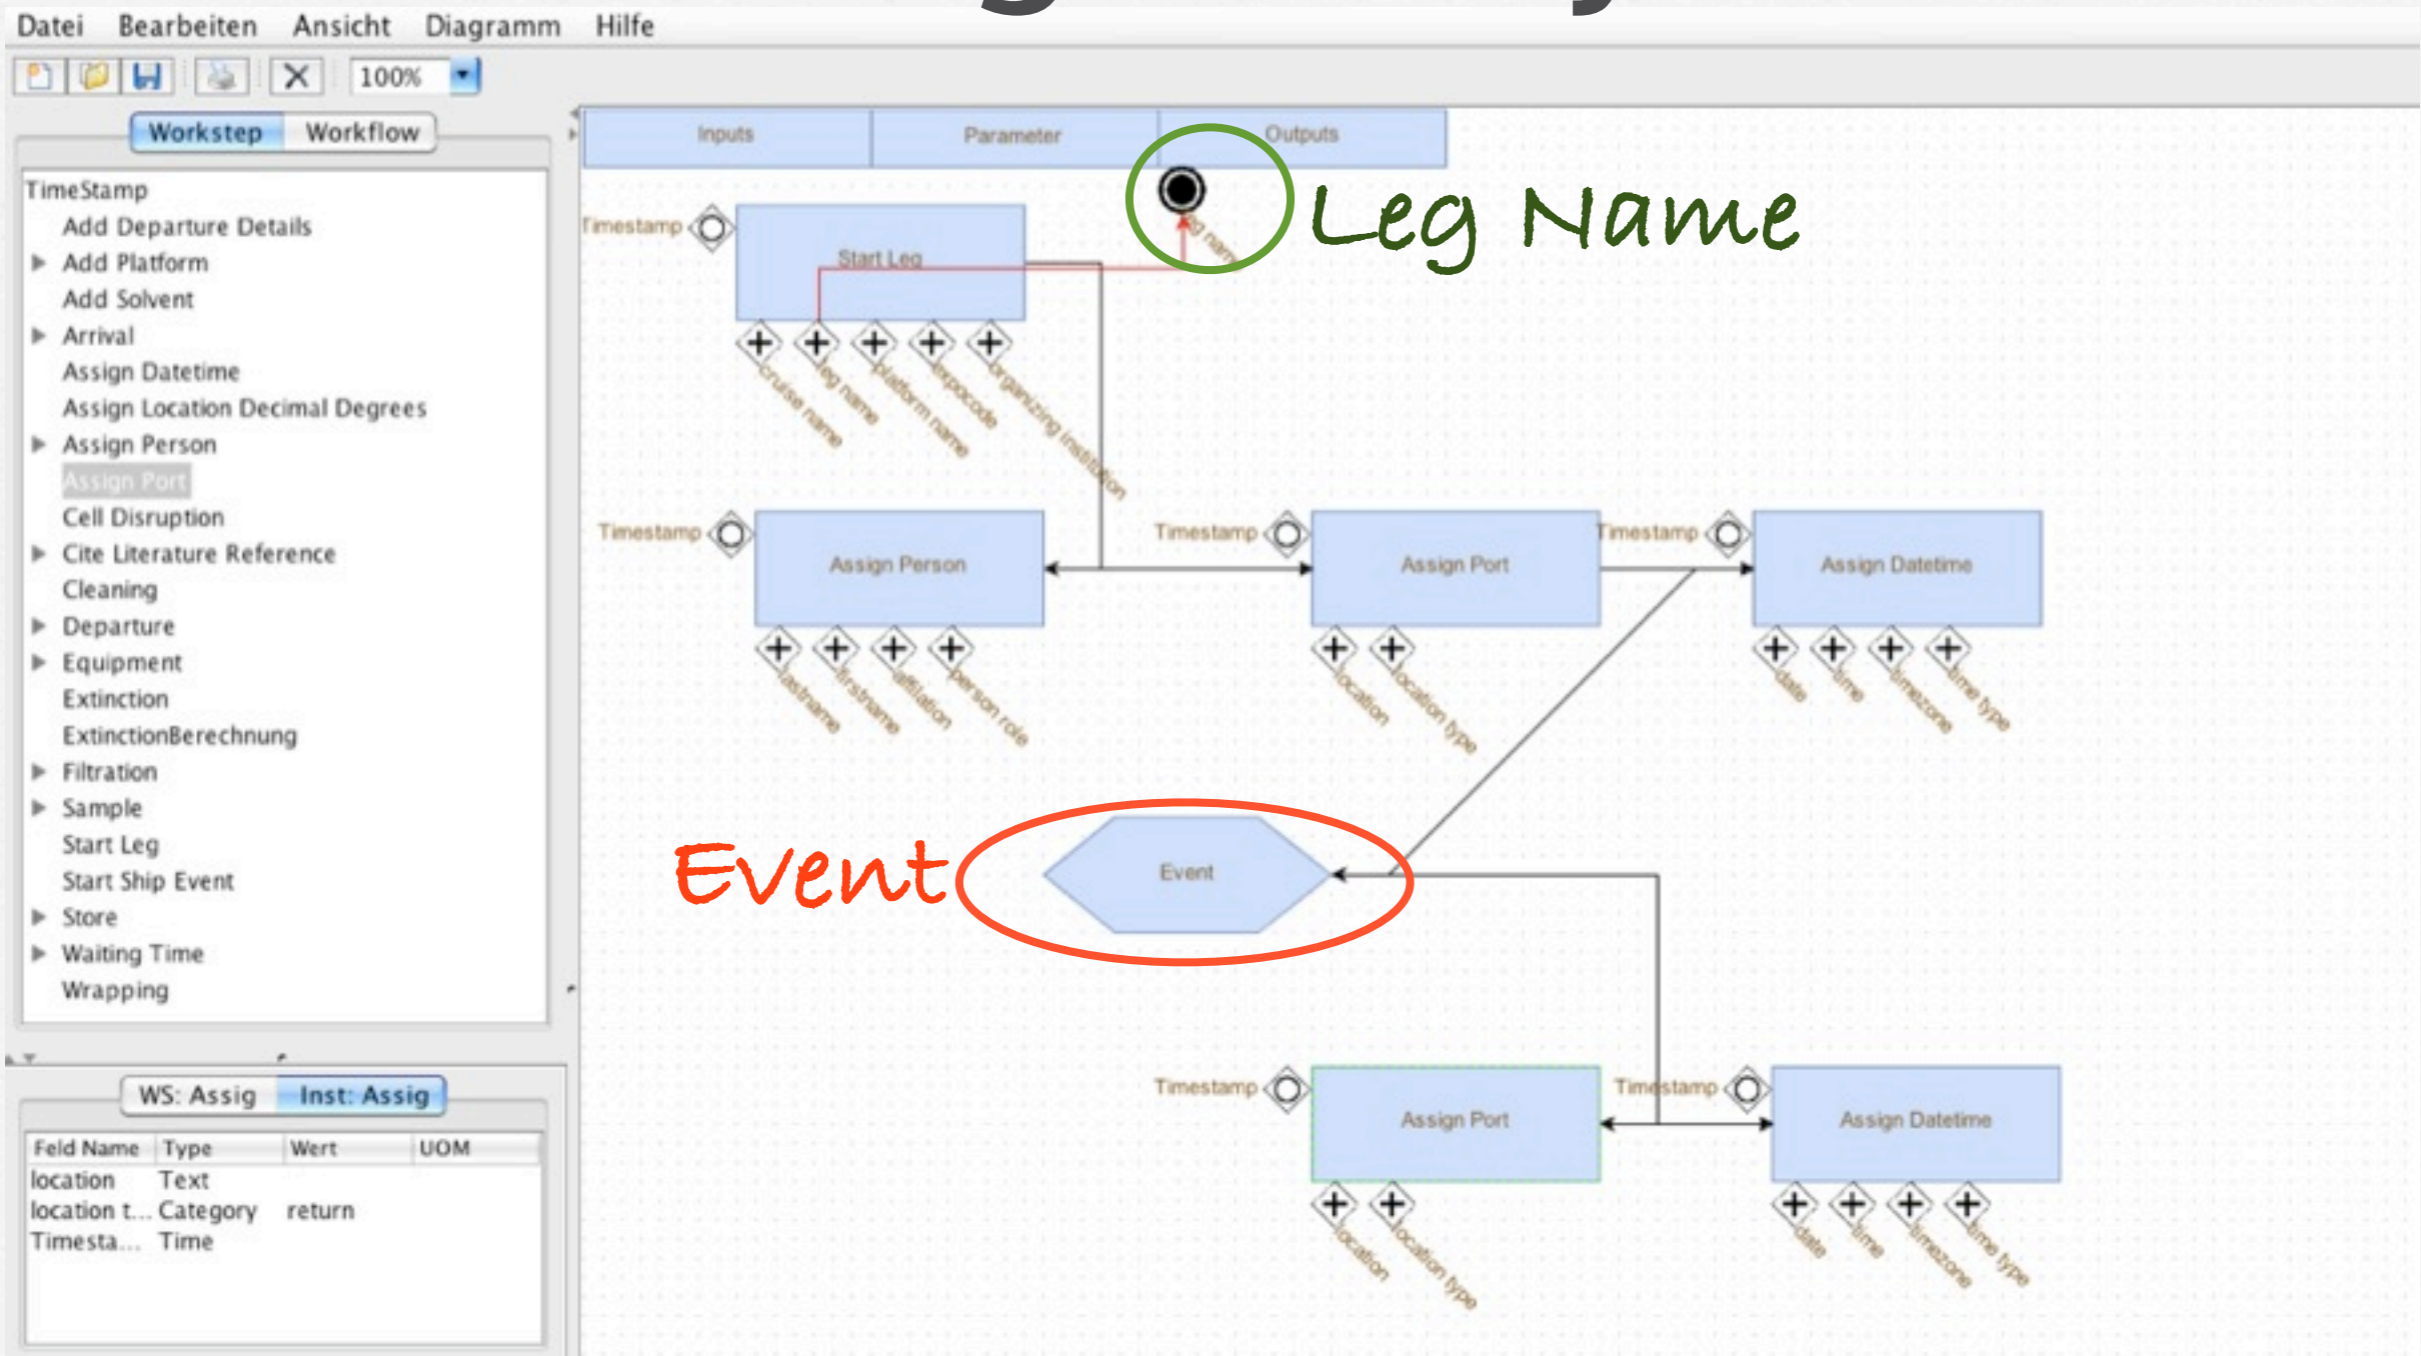 Datei Bearbeiten Ansicht Diagramm Hilfe
100%
Workstep Workflow
TimeStamp
Add Departure Details
Add Platform
Add Solvent
Arrival
Assign Datetime
Assign Location Decimal Degrees
Assign Person
Assign Port
Cell Disruption
Cite Literature Reference
Cleaning
Departure
Equipment
Extinction
ExtinctionBerechnung
Filtration
Sample
Start Leg
Start Ship Event
Store
Waiting Time
Wrapping
WS: Assig Inst: Assig
Feld Name Type Wert UOM
location Text
location t... Category return
Timesta... Time
Inputs Parameter Outputs
Leg Name
Timestamp
Start Leg
cruise name
leg name
platform name
expocode
organizing institution
Timestamp
Assign Person
lastname
firstname
affiliation
person role
Timestamp
Assign Port
location
location type
Timestamp
Assign Datetime
date
time
timezone
time type
Event
Event
Timestamp
Assign Port
location
location type
Timestamp
Assign Datetime
date
time
timezone
time type